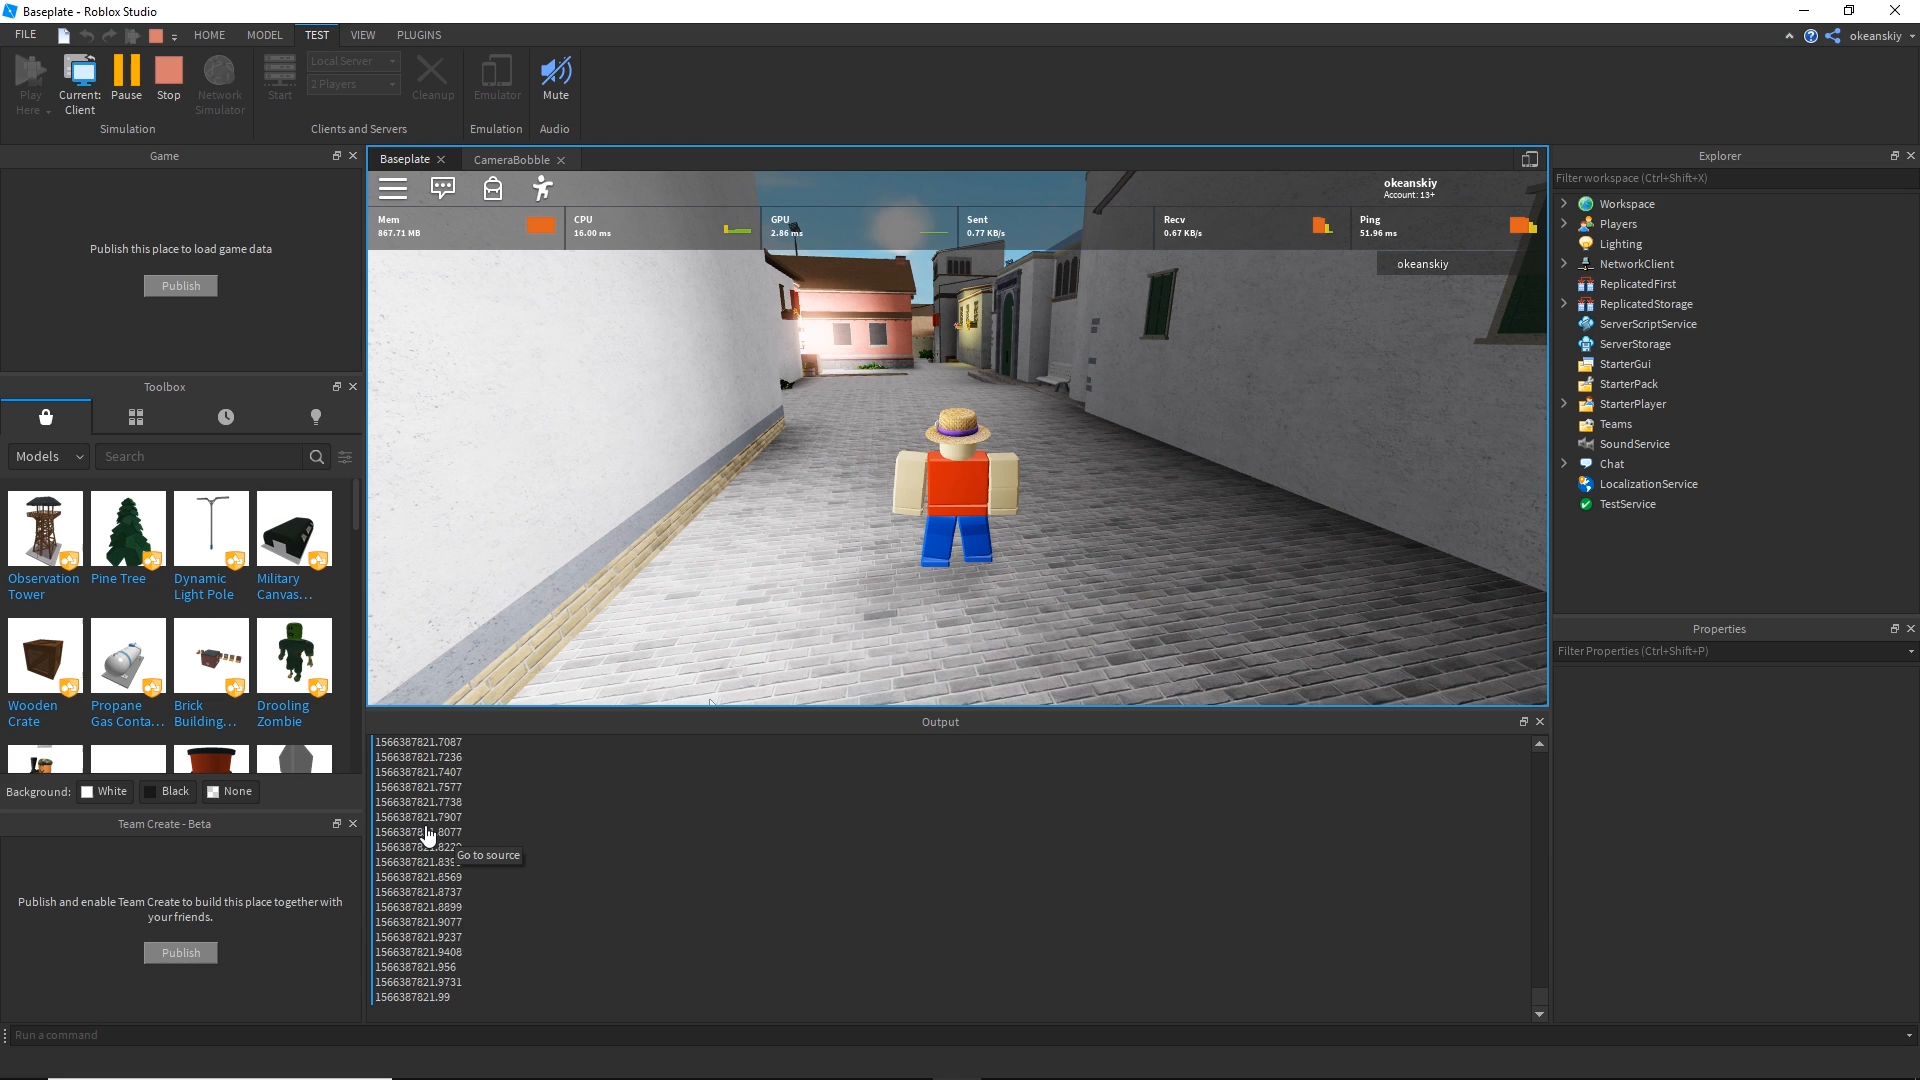 Baseplate - Roblox Studio
FILE HOME MODEL TEST VIEW PLUGINS okeanskiy
Play Here
Current: Client
Pause
Stop
Network Simulator
Simulation
Start
Local Server
2 Players
Cleanup
Clients and Servers
Emulator
Emulation
Mute
Audio
Game
Publish this place to load game data
Publish
Toolbox
Models
Search
Observation Tower
Pine Tree
Dynamic Light Pole
Military Canvas...
Wooden Crate
Propane Gas Conta...
Brick Building...
Drooling Zombie
Background: White Black None
Team Create - Beta
Publish and enable Team Create to build this place together with
your friends.
Publish
Baseplate
CameraBobble
okeanskiy
Account: 13+
Mem
867.71 MB
CPU
16.00 ms
GPU
2.86 ms
Sent
0.77 KB/s
Recv
0.67 KB/s
Ping
51.96 ms
okeanskiy
Output
1566387821.7087
1566387821.7236
1566387821.7407
1566387821.7577
1566387821.7738
1566387821.7907
1566387821.8077
Go to source
1566387821.8569
1566387821.8737
1566387821.8899
1566387821.9077
1566387821.9237
1566387821.9408
1566387821.956
1566387821.9731
1566387821.99
Explorer
Filter workspace (Ctrl+Shift+X)
Workspace
Players
Lighting
NetworkClient
ReplicatedFirst
ReplicatedStorage
ServerScriptService
ServerStorage
StarterGui
StarterPack
StarterPlayer
Teams
SoundService
Chat
LocalizationService
TestService
Properties
Filter Properties (Ctrl+Shift+P)
Run a command